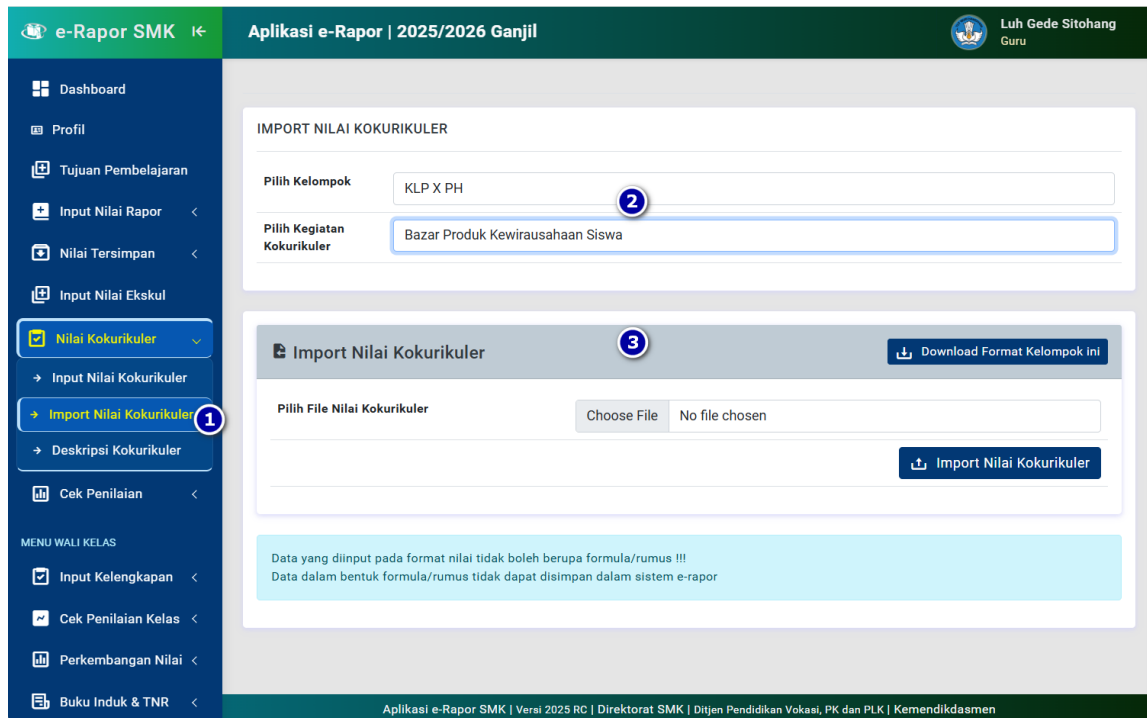 e-Rapor SMK
Aplikasi e-Rapor | 2025/2026 Ganjil
Luh Gede Sitohang
Guru
Dashboard
Profil
Tujuan Pembelajaran
Input Nilai Rapor
Nilai Tersimpan
Input Nilai Ekskul
Nilai Kokurikuler
Input Nilai Kokurikuler
Import Nilai Kokurikuler
1
Deskripsi Kokurikuler
Cek Penilaian
MENU WALI KELAS
Input Kelengkapan
Cek Penilaian Kelas
Perkembangan Nilai
Buku Induk & TNR
IMPORT NILAI KOKURIKULER
Pilih Kelompok
KLP X PH
2
Pilih Kegiatan
Kokurikuler
Bazar Produk Kewirausahaan Siswa
Import Nilai Kokurikuler
3
Download Format Kelompok ini
Pilih File Nilai Kokurikuler
Choose File No file chosen
Import Nilai Kokurikuler
Data yang diinput pada format nilai tidak boleh berupa formula/rumus !!!
Data dalam bentuk formula/rumus tidak dapat disimpan dalam sistem e-rapor
Aplikasi e-Rapor SMK | Versi 2025 RC | Direktorat SMK | Ditjen Pendidikan Vokasi, PK dan PLK | Kemendikdasmen